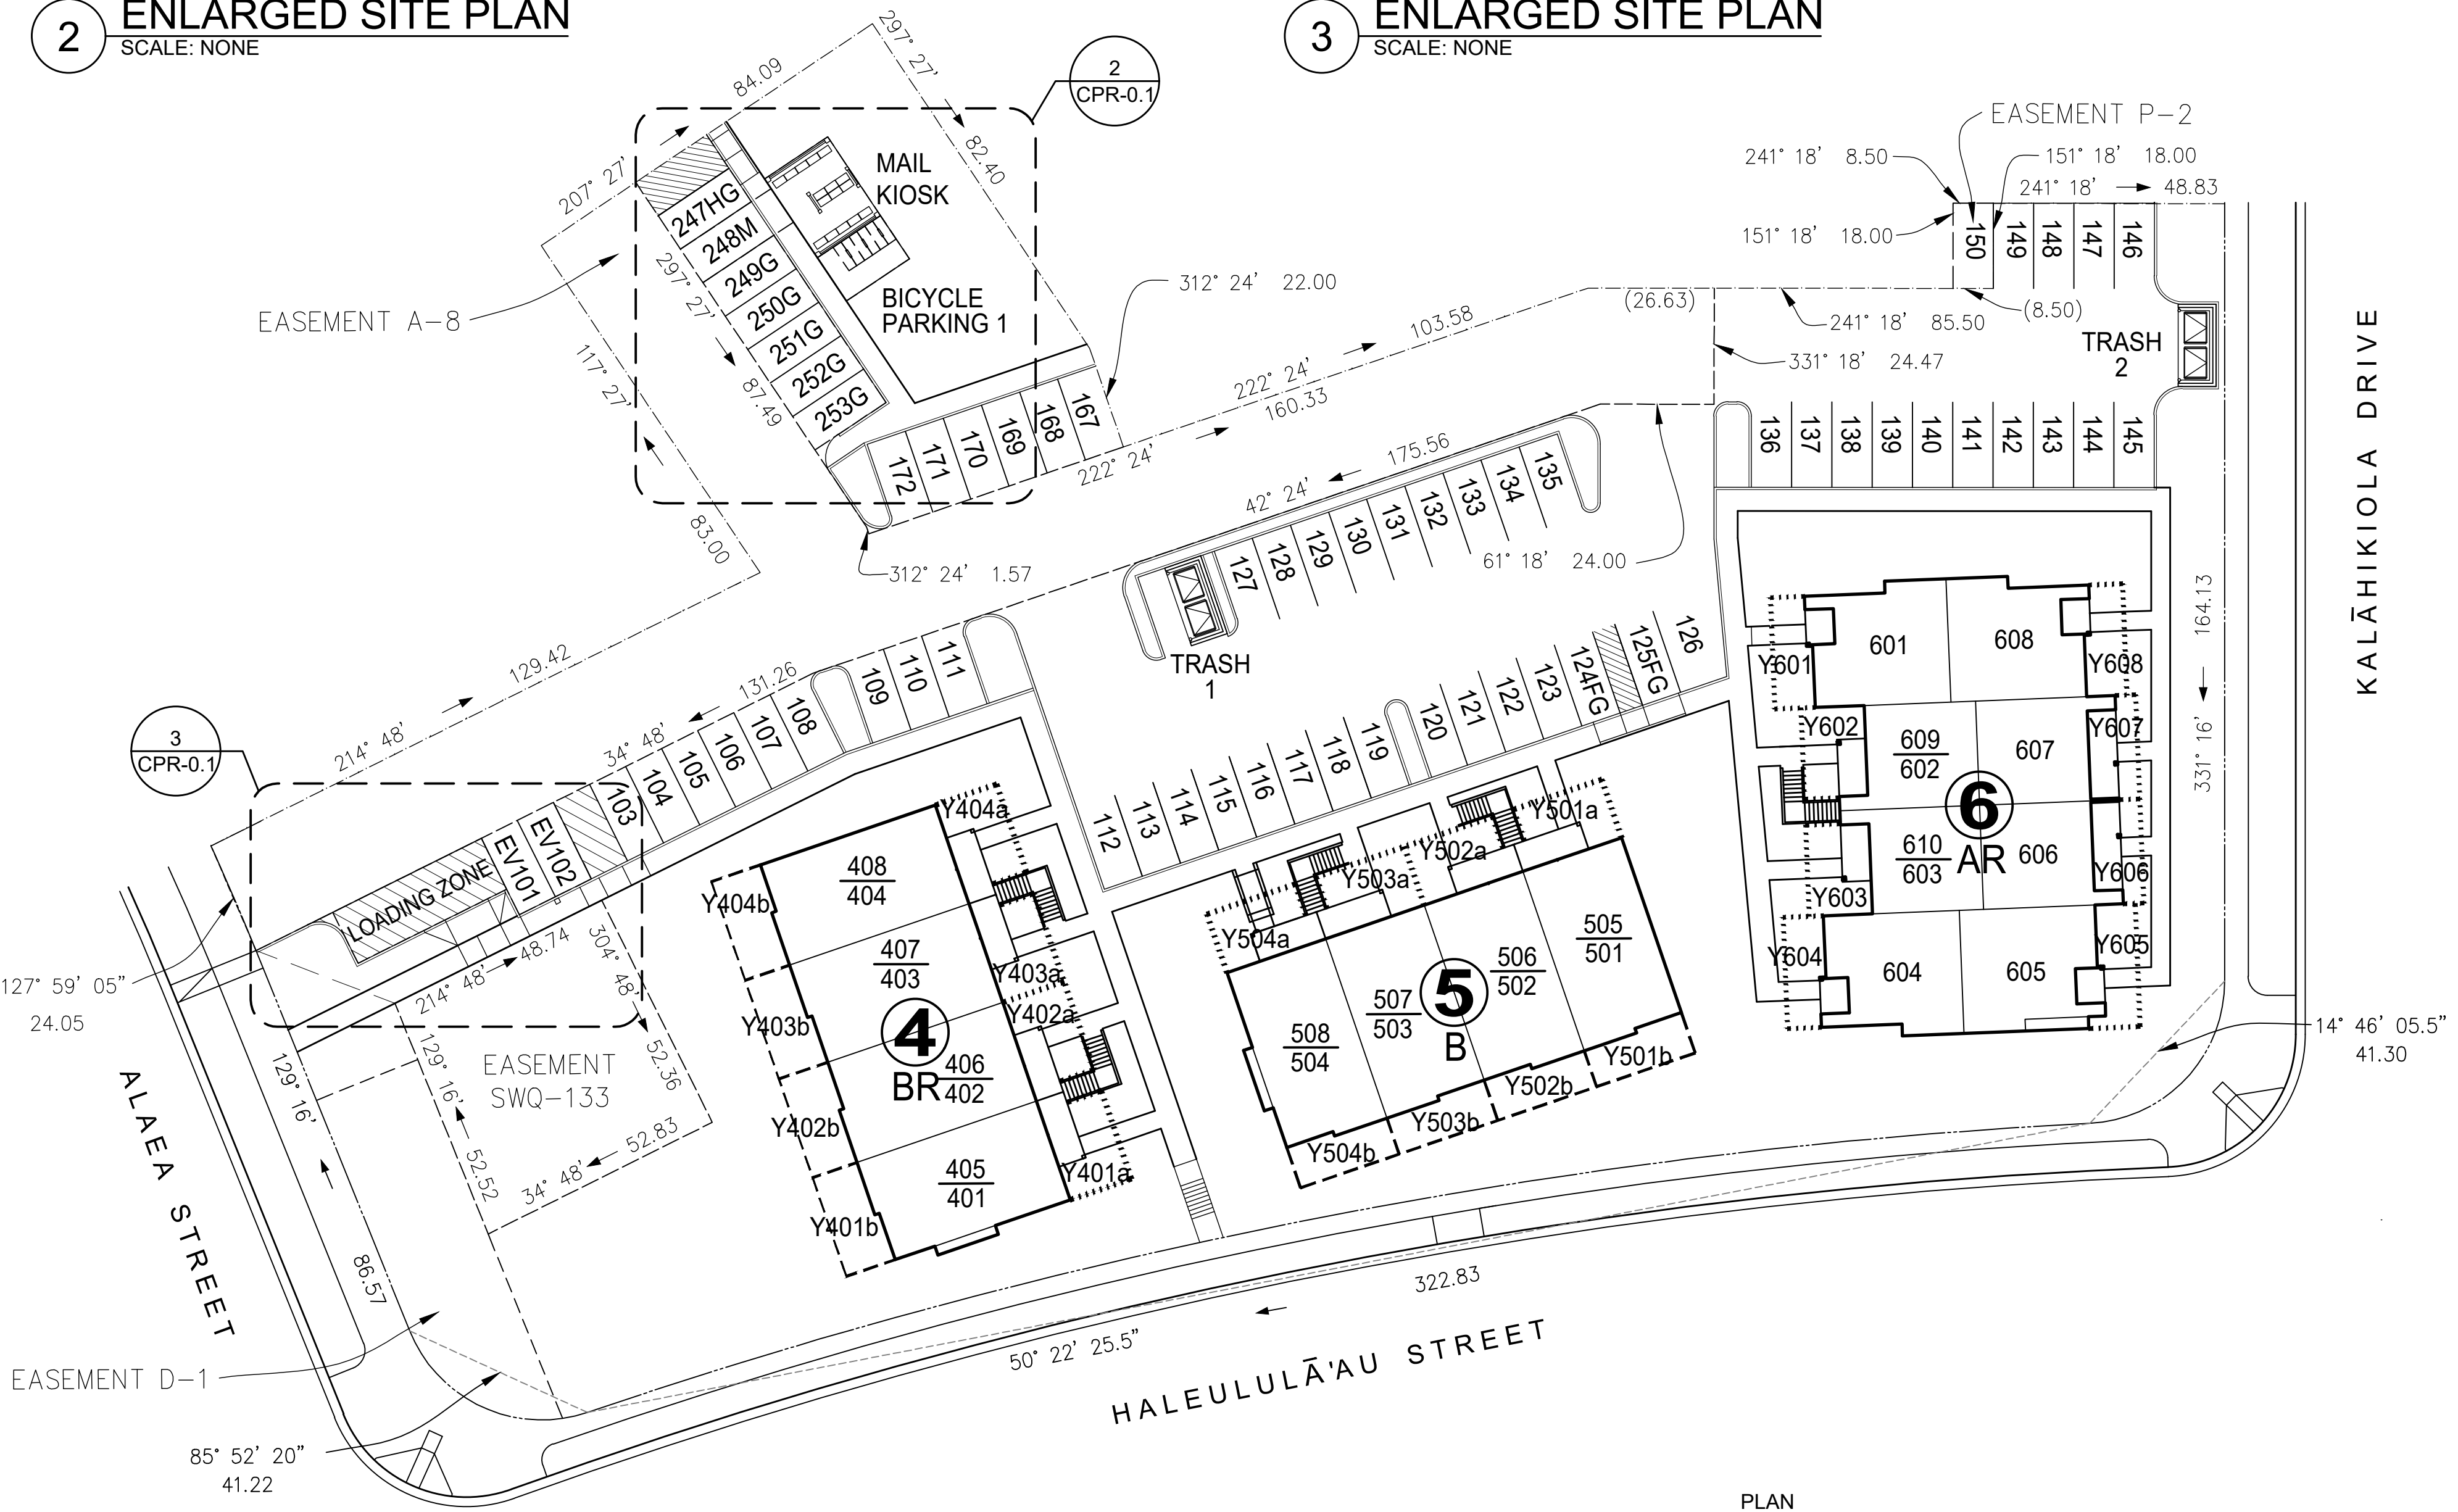 2
ENLARGED SITE PLAN
SCALE: NONE
3
ENLARGED SITE PLAN
SCALE: NONE
2
CPR-0.1
84.09
297° 27'
82.40
207° 27'
MAIL
KIOSK
BICYCLE
PARKING 1
247HG
248M
249G
250G
251G
252G
253G
297° 27'
87.49
EASEMENT A-8
117° 27'
83.00
172
171
170
169
168
167
312° 24' 22.00
312° 24' 1.57
222° 24'
160.33
222° 24'
103.58
(26.63)
EASEMENT P-2
241° 18' 8.50
151° 18' 18.00
241° 18' 48.83
151° 18' 18.00
150
149
148
147
146
(8.50)
241° 18' 85.50
331° 18' 24.47
TRASH
2
136
137
138
139
140
141
142
143
144
145
KALĀHIKIOLA DRIVE
42° 24'
175.56
61° 18' 24.00
127
128
129
130
131
132
133
134
135
TRASH
1
129.42
214° 48'
131.26
34° 48'
3
CPR-0.1
LOADING ZONE
EV101
EV102
103
104
105
106
107
108
109
110
111
112
113
114
115
116
117
118
119
120
121
122
123
124FG
125FG
126
127° 59' 05"
24.05
214° 48'
48.74
304° 48'
52.36
129° 16'
129° 16'
52.52
34° 48'
52.83
86.57
EASEMENT
SWQ-133
ALAEA STREET
EASEMENT D-1
85° 52' 20"
41.22
Y404a
408
404
Y404b
407
403
Y403a
Y403b
Y402a
4
BR
406
402
Y402b
405
401
Y401a
Y401b
Y501a
Y502a
Y503a
Y504a
505
501
506
502
507
503
508
504
5
B
Y501b
Y502b
Y503b
Y504b
601
608
Y601
Y608
Y602
609
602
607
Y607
6
AR
610
603
606
Y606
Y603
Y604
604
605
Y605
331° 16'
164.13
14° 46' 05.5"
41.30
322.83
50° 22' 25.5"
HALEULULĀ'AU STREET
PLAN